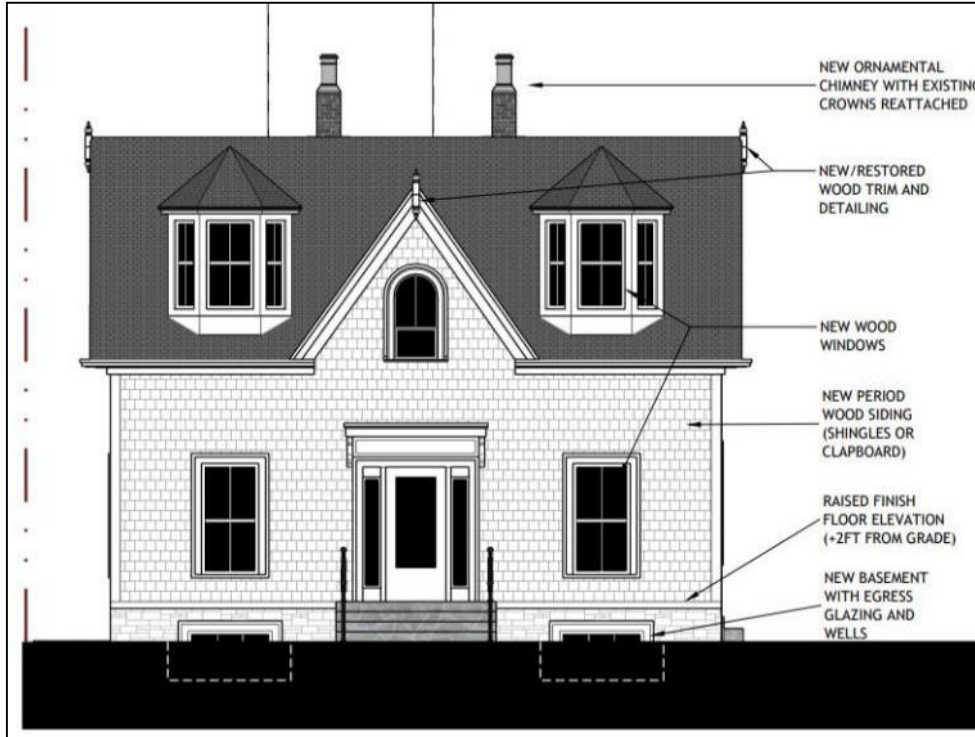 NEW ORNAMENTAL
CHIMNEY WITH EXISTING
CROWNS REATTACHED
NEW/RESTORED
WOOD TRIM AND
DETAILING
NEW WOOD
WINDOWS
NEW PERIOD
WOOD SIDING
(SHINGLES OR
CLAPBOARD)
RAISED FINISH
FLOOR ELEVATION
(+2FT FROM GRADE)
NEW BASEMENT
WITH EGRESS
GLAZING AND
WELLS